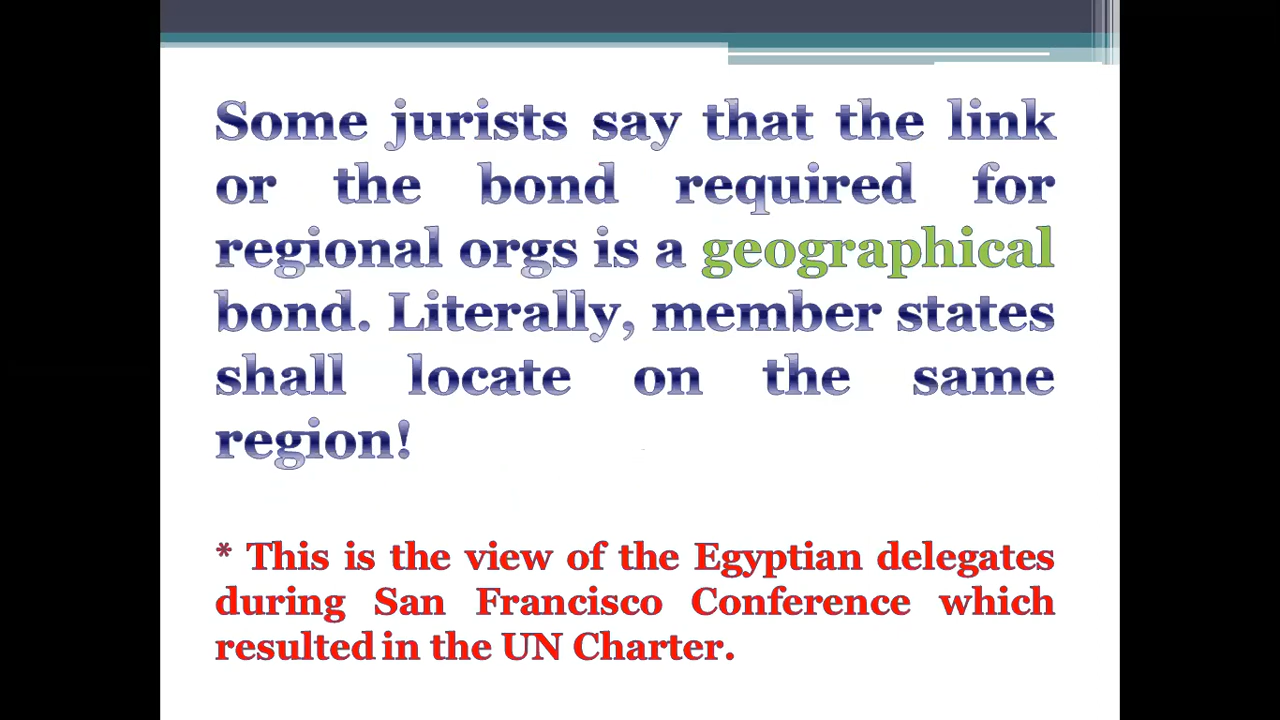 Some jurists say that the link
or the bond required for
regional orgs is a geographical
bond. Literally, member states
shall locate on the same
region!
* This is the view of the Egyptian delegates
during San Francisco Conference which
resulted in the UN Charter.